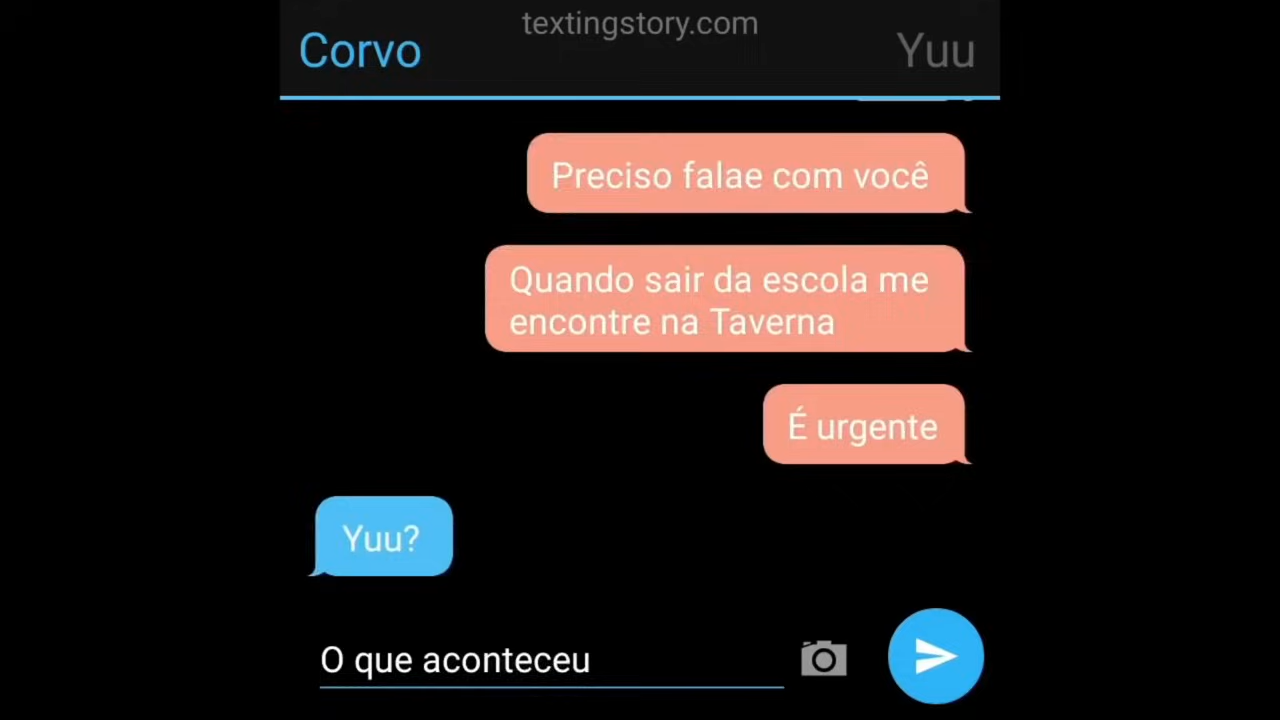 textingstory.com
Corvo
Yuu
Preciso falae com você
Quando sair da escola me
encontre na Taverna
É urgente
Yuu?
O que aconteceu